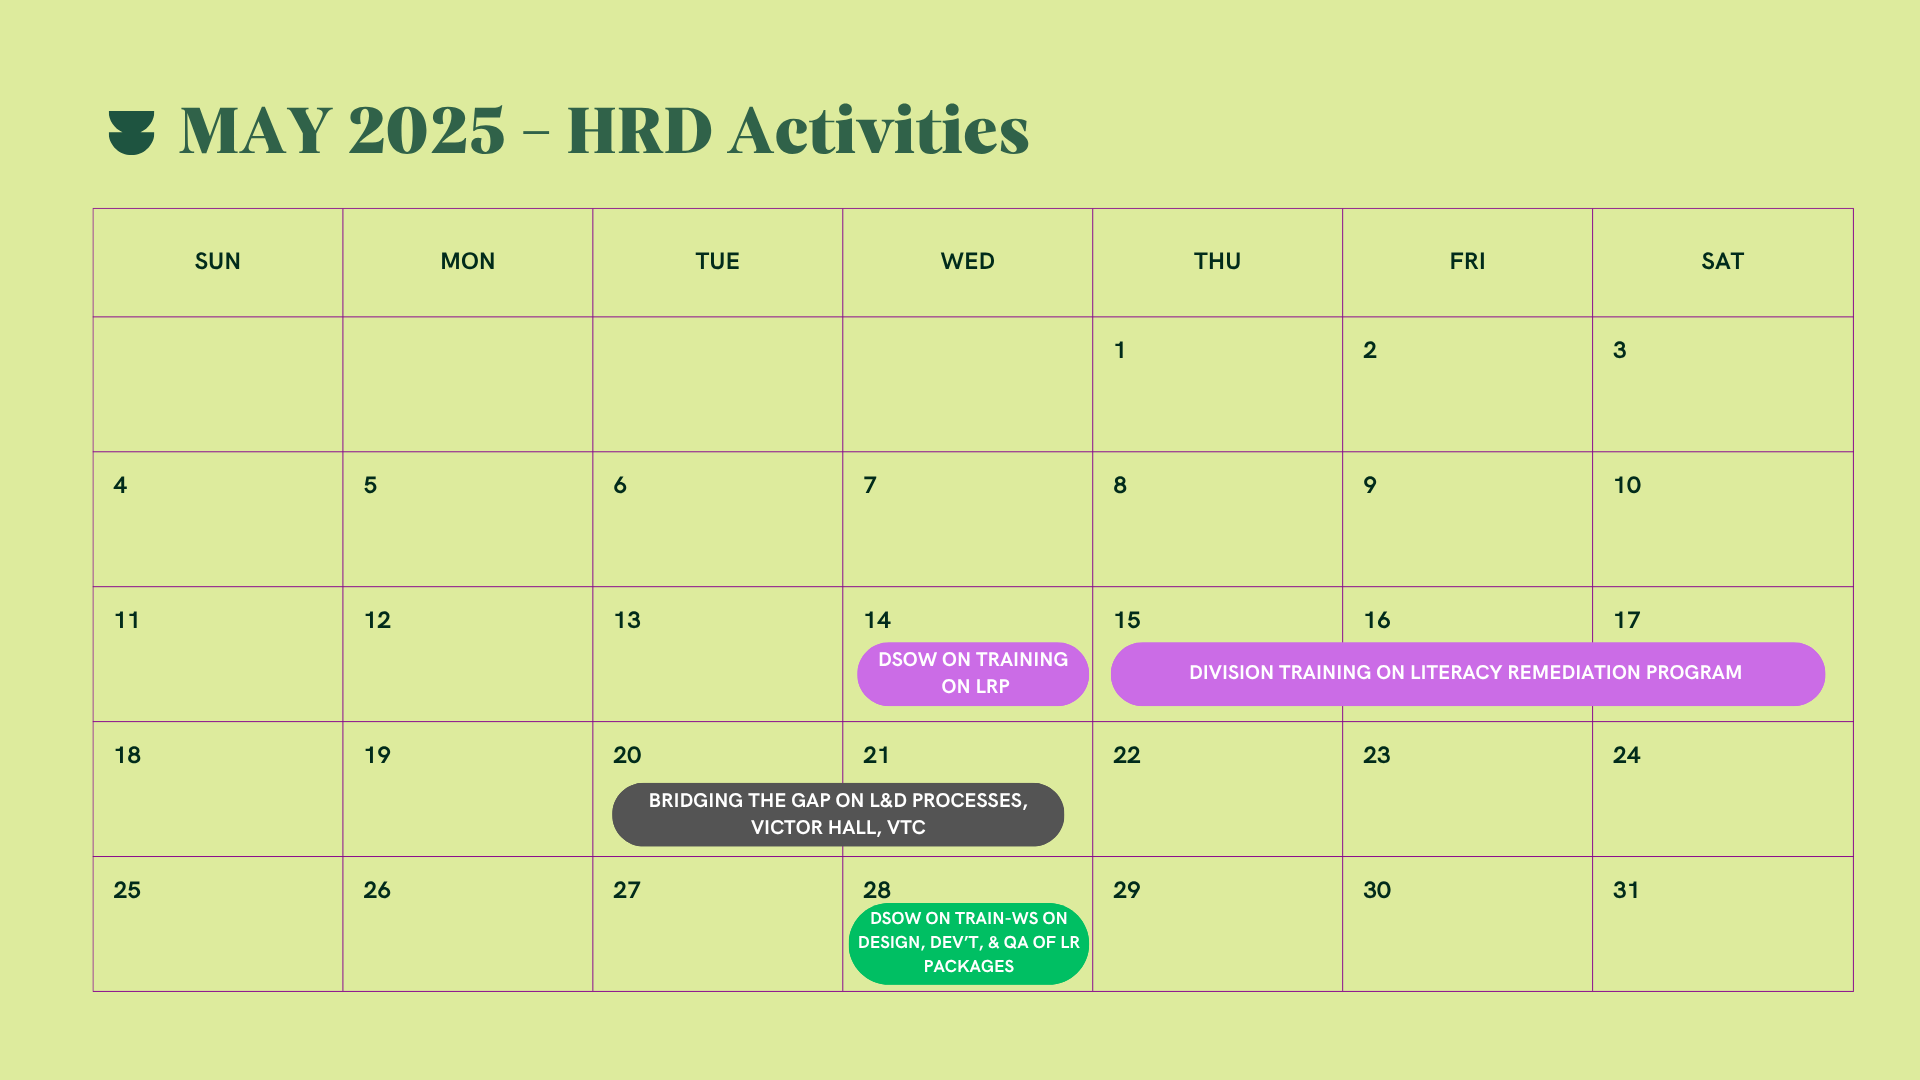 MAY 2025 – HRD Activities
SUN MON TUE WED THU FRI SAT
1 2 3
4 5 6 7 8 9 10
11 12 13 14 15 16 17
DSOW ON TRAINING
ON LRP
DIVISION TRAINING ON LITERACY REMEDIATION PROGRAM
18 19 20 21 22 23 24
BRIDGING THE GAP ON L&D PROCESSES,
VICTOR HALL, VTC
25 26 27 28 29 30 31
DSOW ON TRAIN-WS ON
DESIGN, DEV'T, & QA OF LR
PACKAGES